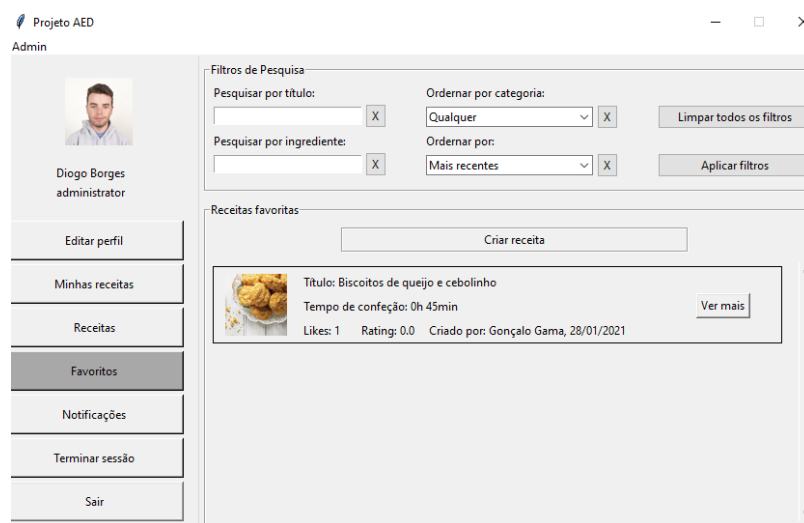 Projeto AED
Admin
Diogo Borges
administrator
Editar perfil
Minhas receitas
Receitas
Favoritos
Notificações
Terminar sessão
Sair
Filtros de Pesquisa
Pesquisar por título:
X
Pesquisar por ingrediente:
X
Ordernar por categoria:
Qualquer
X
Ordernar por:
Mais recentes
X
Limpar todos os filtros
Aplicar filtros
Receitas favoritas
Criar receita
Título: Biscoitos de queijo e cebolinho
Tempo de confeção: 0h 45min
Likes: 1 Rating: 0.0 Criado por: Gonçalo Gama, 28/01/2021
Ver mais